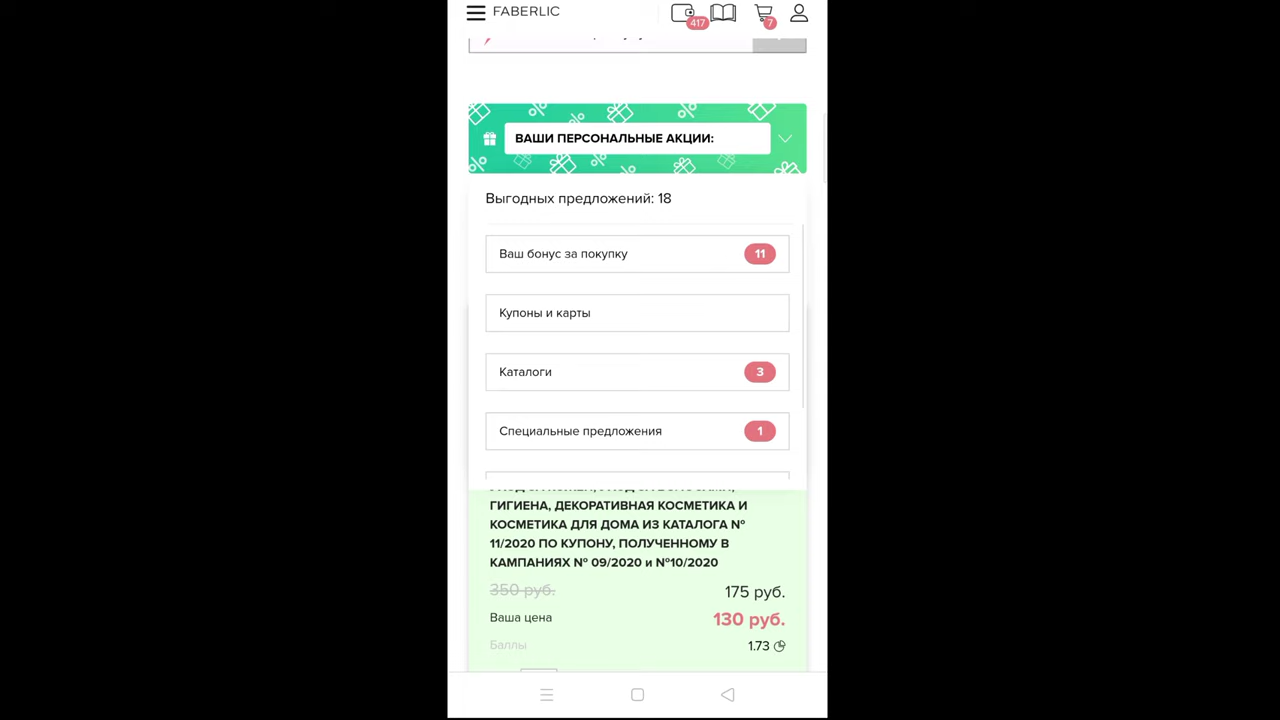 FABERLIC
417
7
ВАШИ ПЕРСОНАЛЬНЫЕ АКЦИИ:
Выгодных предложений: 18
Ваш бонус за покупку 11
Купоны и карты
Каталоги 3
Специальные предложения 1
ГИГИЕНА, ДЕКОРАТИВНАЯ КОСМЕТИКА И
КОСМЕТИКА ДЛЯ ДОМА ИЗ КАТАЛОГА №
11/2020 ПО КУПОНУ, ПОЛУЧЕННОМУ В
КАМПАНИЯХ № 09/2020 и №10/2020
350 руб. 175 руб.
Ваша цена 130 руб.
Баллы 1.73